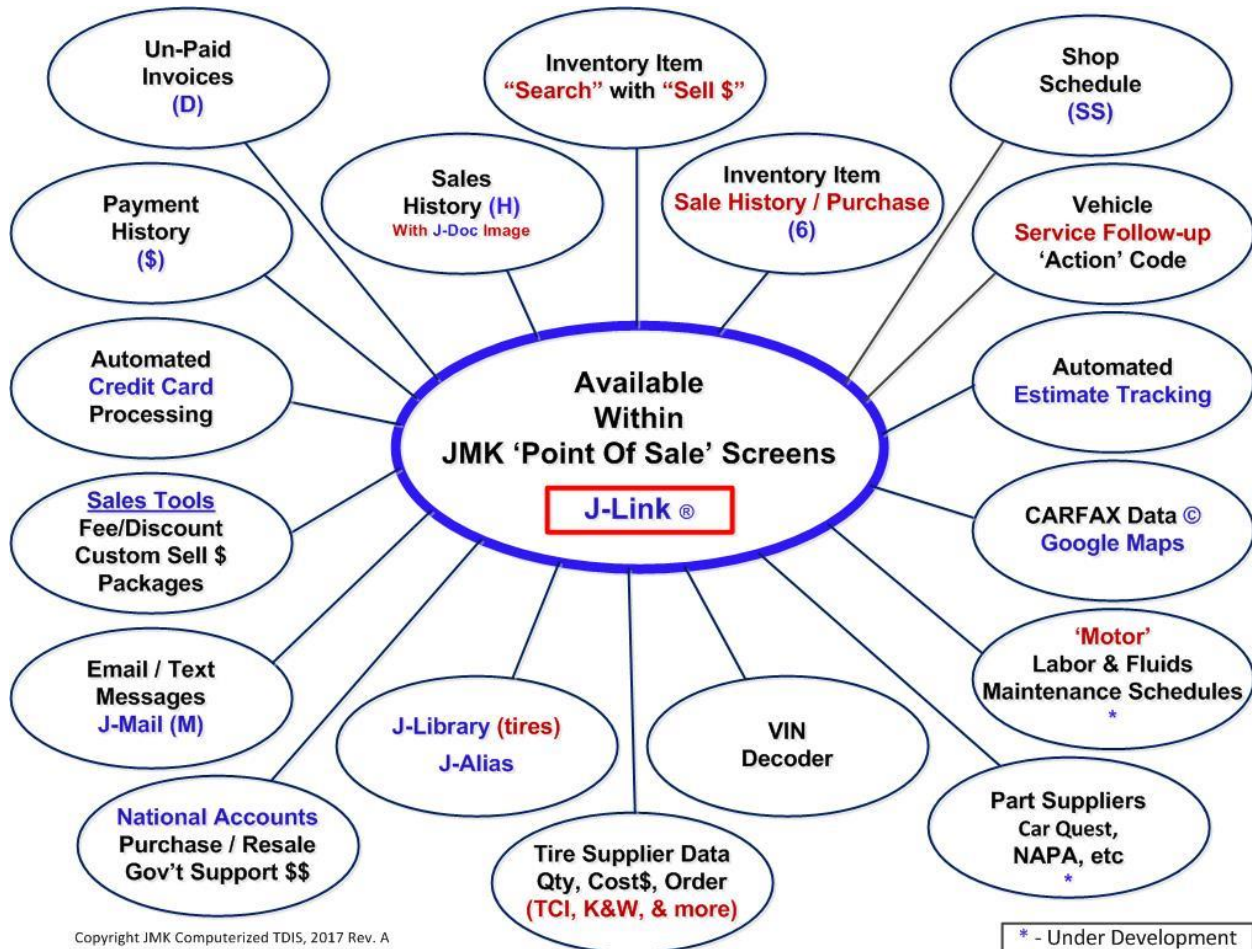 Un-Paid
Invoices
(D)
Inventory Item
“Search” with “Sell $”
Shop
Schedule
(SS)
Payment
History
($)
Sales
History (H)
With J-Doc Image
Inventory Item
Sale History / Purchase
(6)
Vehicle
Service Follow-up
‘Action’ Code
Automated
Credit Card
Processing
Available
Within
JMK ‘Point Of Sale’ Screens
J-Link ®
Automated
Estimate Tracking
Sales Tools
Fee/Discount
Custom Sell $
Packages
CARFAX Data ©
Google Maps
Email / Text
Messages
J-Mail (M)
J-Library (tires)
J-Alias
VIN
Decoder
‘Motor’
Labor & Fluids
Maintenance Schedules
*
National Accounts
Purchase / Resale
Gov’t Support $$
Tire Supplier Data
Qty, Cost$, Order
(TCI, K&W, & more)
Part Suppliers
Car Quest,
NAPA, etc
*
Copyright JMK Computerized TDIS, 2017 Rev. A
* - Under Development